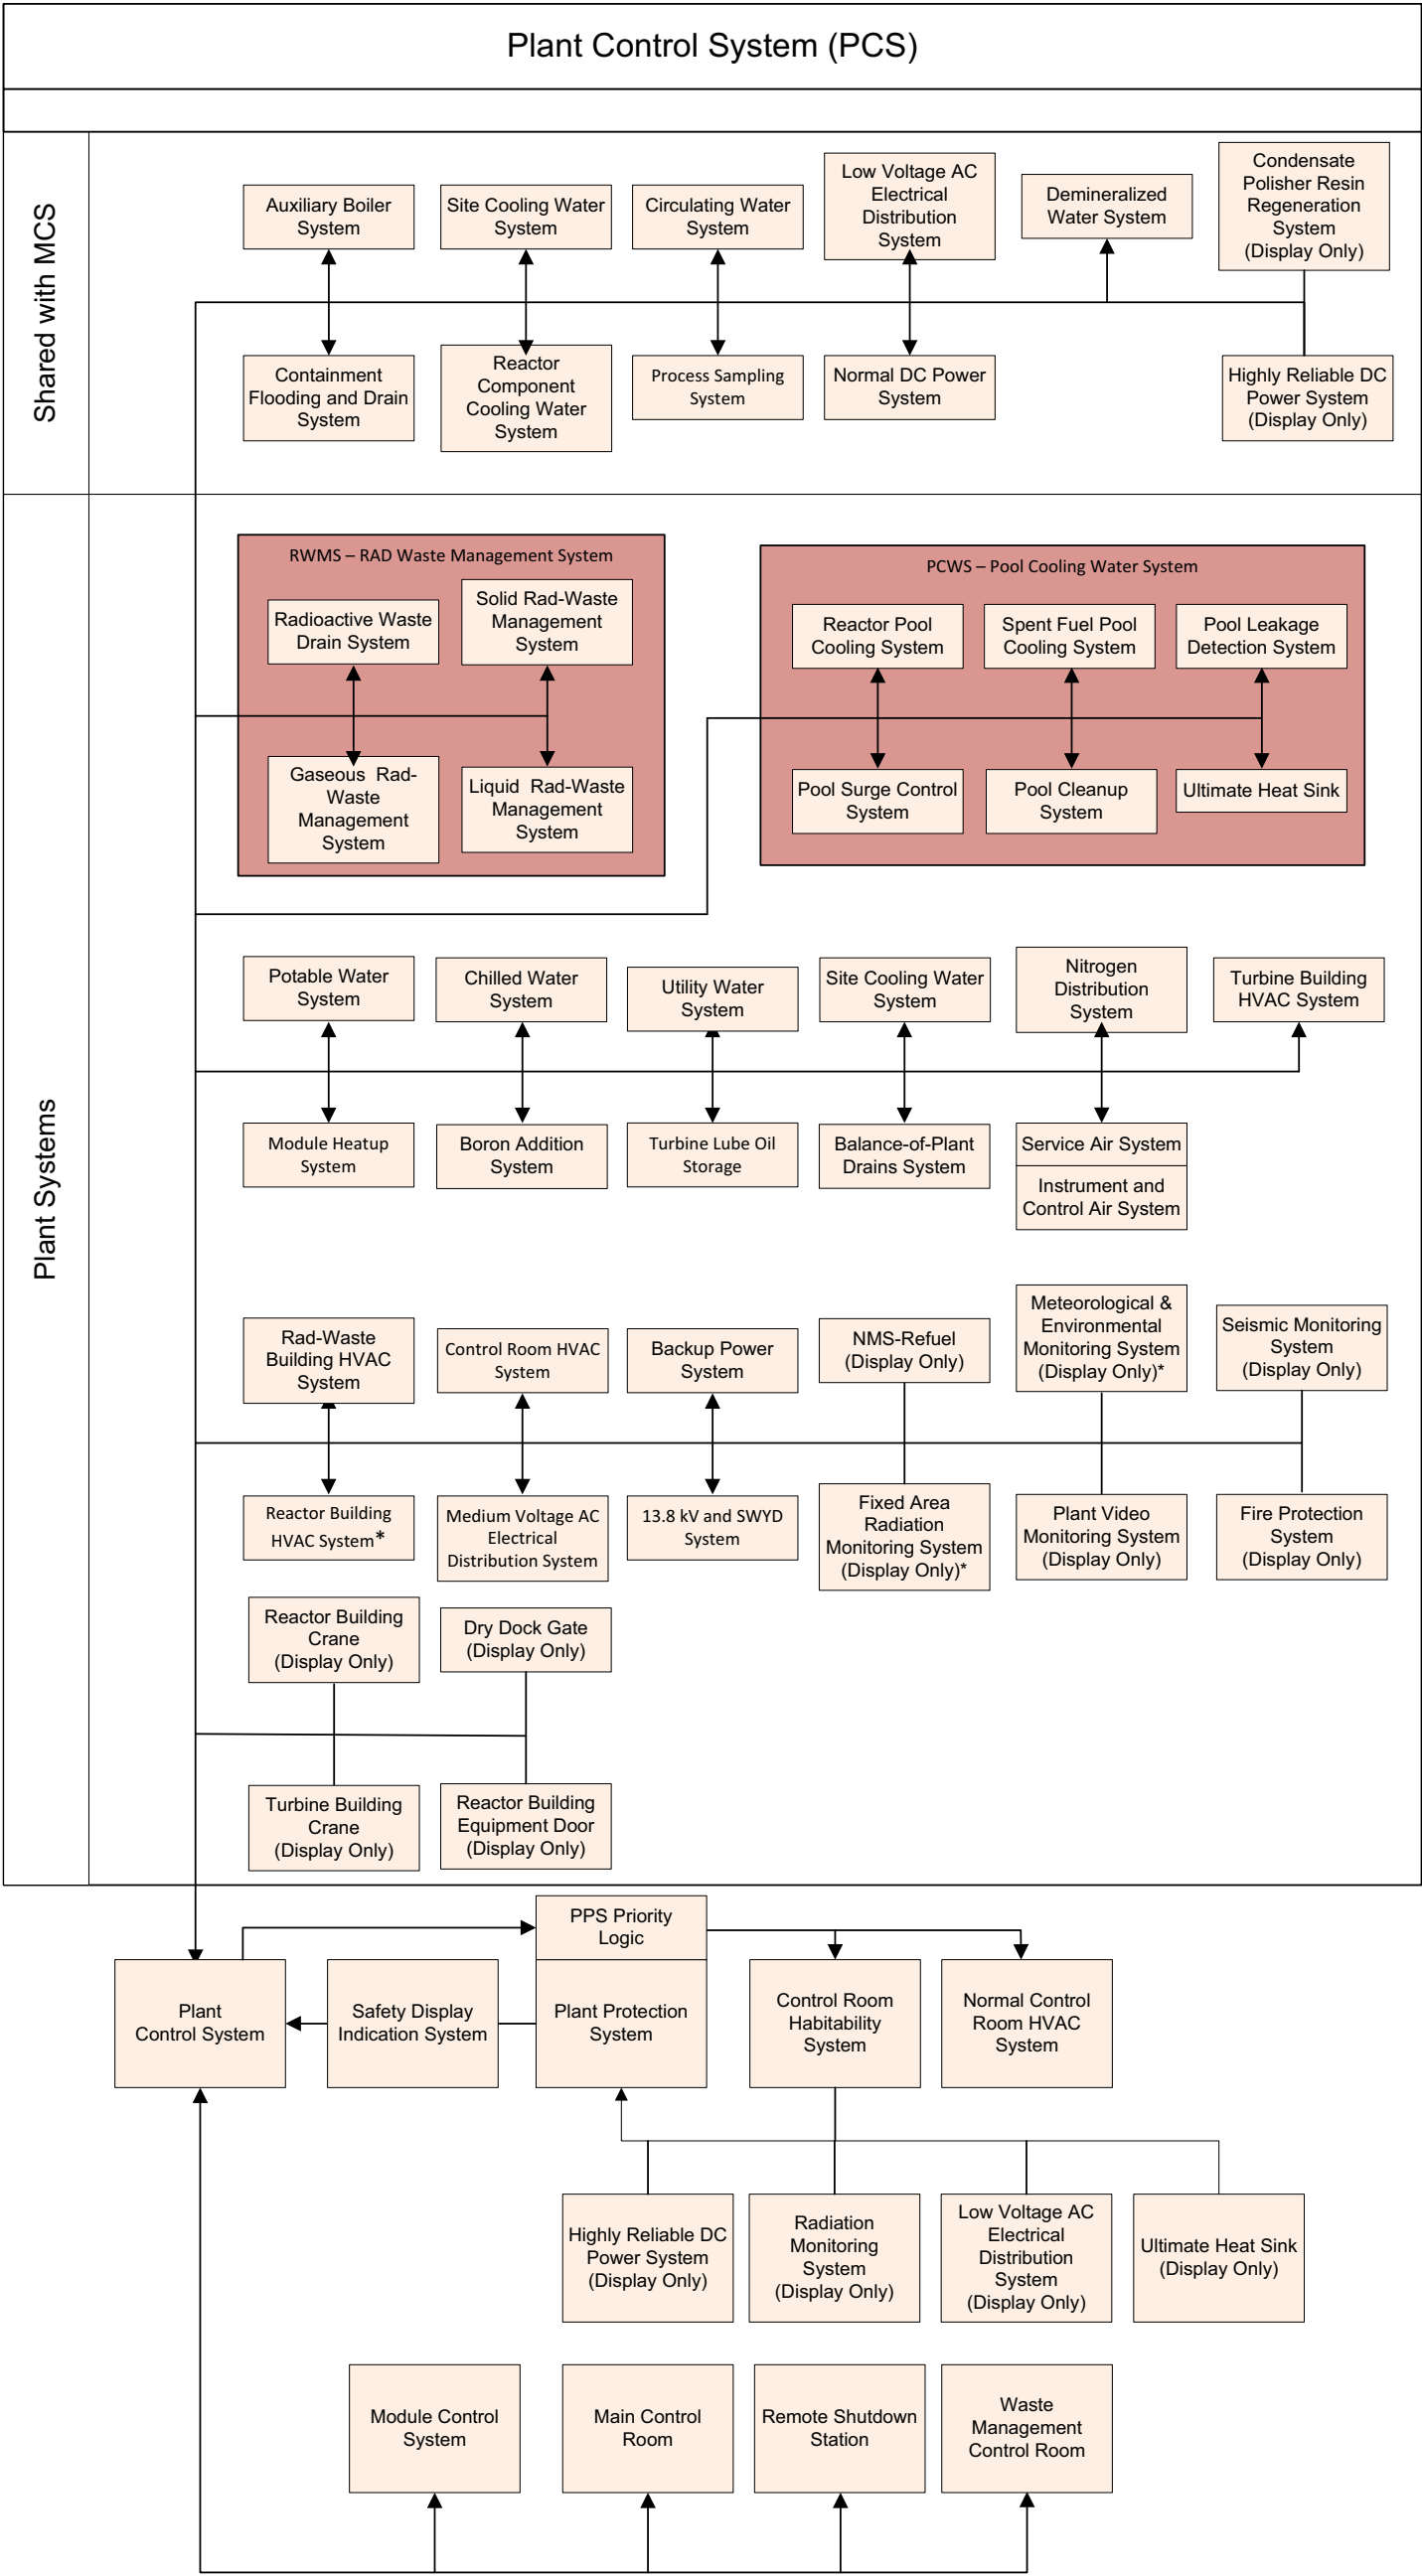 Plant Control System (PCS)
Shared with MCS
Auxiliary Boiler
System
Site Cooling Water
System
Circulating Water
System
Low Voltage AC
Electrical
Distribution
System
Demineralized
Water System
Condensate
Polisher Resin
Regeneration
System
(Display Only)
Containment
Flooding and Drain
System
Reactor
Component
Cooling Water
System
Process Sampling
System
Normal DC Power
System
Highly Reliable DC
Power System
(Display Only)
Plant Systems
RWMS – RAD Waste Management System
Radioactive Waste
Drain System
Solid Rad-Waste
Management
System
Gaseous Rad-
Waste
Management
System
Liquid Rad-Waste
Management
System
PCWS – Pool Cooling Water System
Reactor Pool
Cooling System
Spent Fuel Pool
Cooling System
Pool Leakage
Detection System
Pool Surge Control
System
Pool Cleanup
System
Ultimate Heat Sink
Potable Water
System
Chilled Water
System
Utility Water
System
Site Cooling Water
System
Nitrogen
Distribution
System
Turbine Building
HVAC System
Module Heatup
System
Boron Addition
System
Turbine Lube Oil
Storage
Balance-of-Plant
Drains System
Service Air System
Instrument and
Control Air System
Rad-Waste
Building HVAC
System
Control Room HVAC
System
Backup Power
System
NMS-Refuel
(Display Only)
Meteorological &
Environmental
Monitoring System
(Display Only)*
Seismic Monitoring
System
(Display Only)
Reactor Building
HVAC System*
Medium Voltage AC
Electrical
Distribution System
13.8 kV and SWYD
System
Fixed Area
Radiation
Monitoring System
(Display Only)*
Plant Video
Monitoring System
(Display Only)
Fire Protection
System
(Display Only)
Reactor Building
Crane
(Display Only)
Dry Dock Gate
(Display Only)
Turbine Building
Crane
(Display Only)
Reactor Building
Equipment Door
(Display Only)
PPS Priority
Logic
Plant
Control System
Safety Display
Indication System
Plant Protection
System
Control Room
Habitability
System
Normal Control
Room HVAC
System
Highly Reliable DC
Power System
(Display Only)
Radiation
Monitoring
System
(Display Only)
Low Voltage AC
Electrical
Distribution
System
(Display Only)
Ultimate Heat Sink
(Display Only)
Module Control
System
Main Control
Room
Remote Shutdown
Station
Waste
Management
Control Room